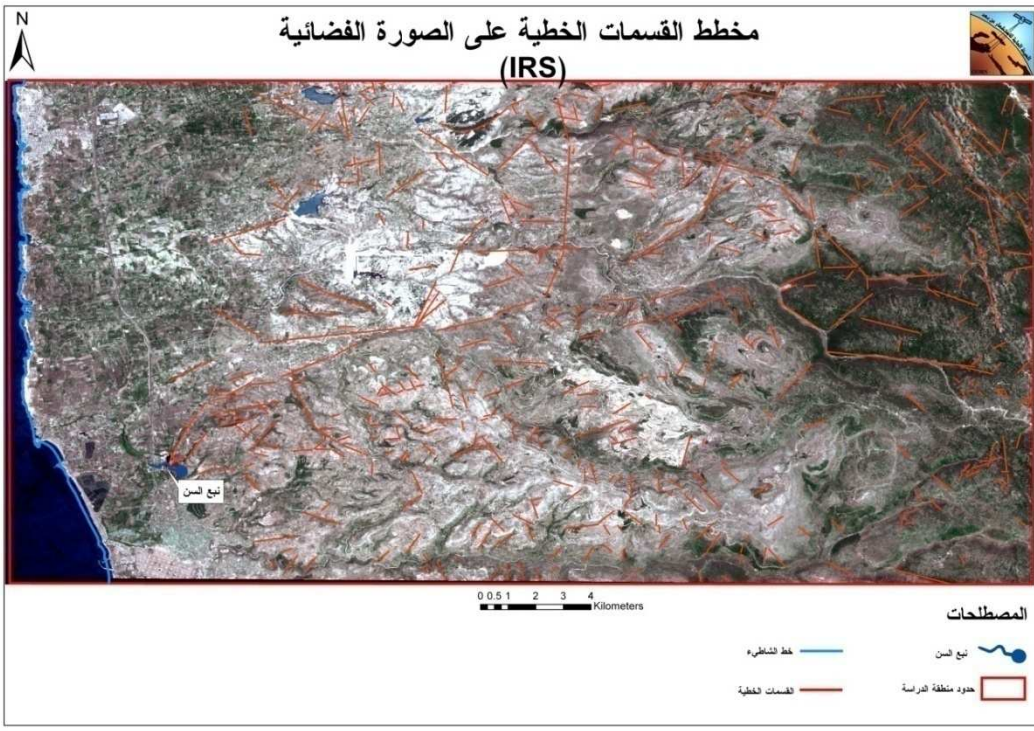 N
مخطط القسمات الخطية على الصورة الفضائية
(IRS)
نبع السن
0 0.5 1 2 3 4
Kilometers
المصطلحات
نبع السن
خط الشاطيء
حدود منطقة الدراسة
القسمات الخطية